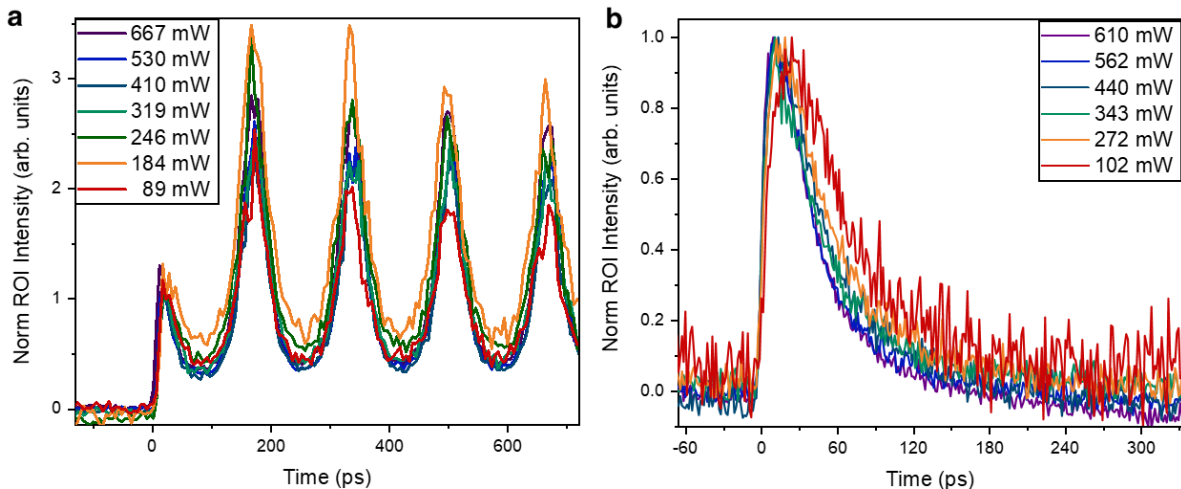 a
Norm ROI Intensity (arb. units)
3
2
1
0
667 mW
530 mW
410 mW
319 mW
246 mW
184 mW
89 mW
0
200
400
600
Time (ps)
b
Norm ROI Intensity (arb. units)
1.0
0.8
0.6
0.4
0.2
0.0
610 mW
562 mW
440 mW
343 mW
272 mW
102 mW
-60
0
60
120
180
240
300
Time (ps)